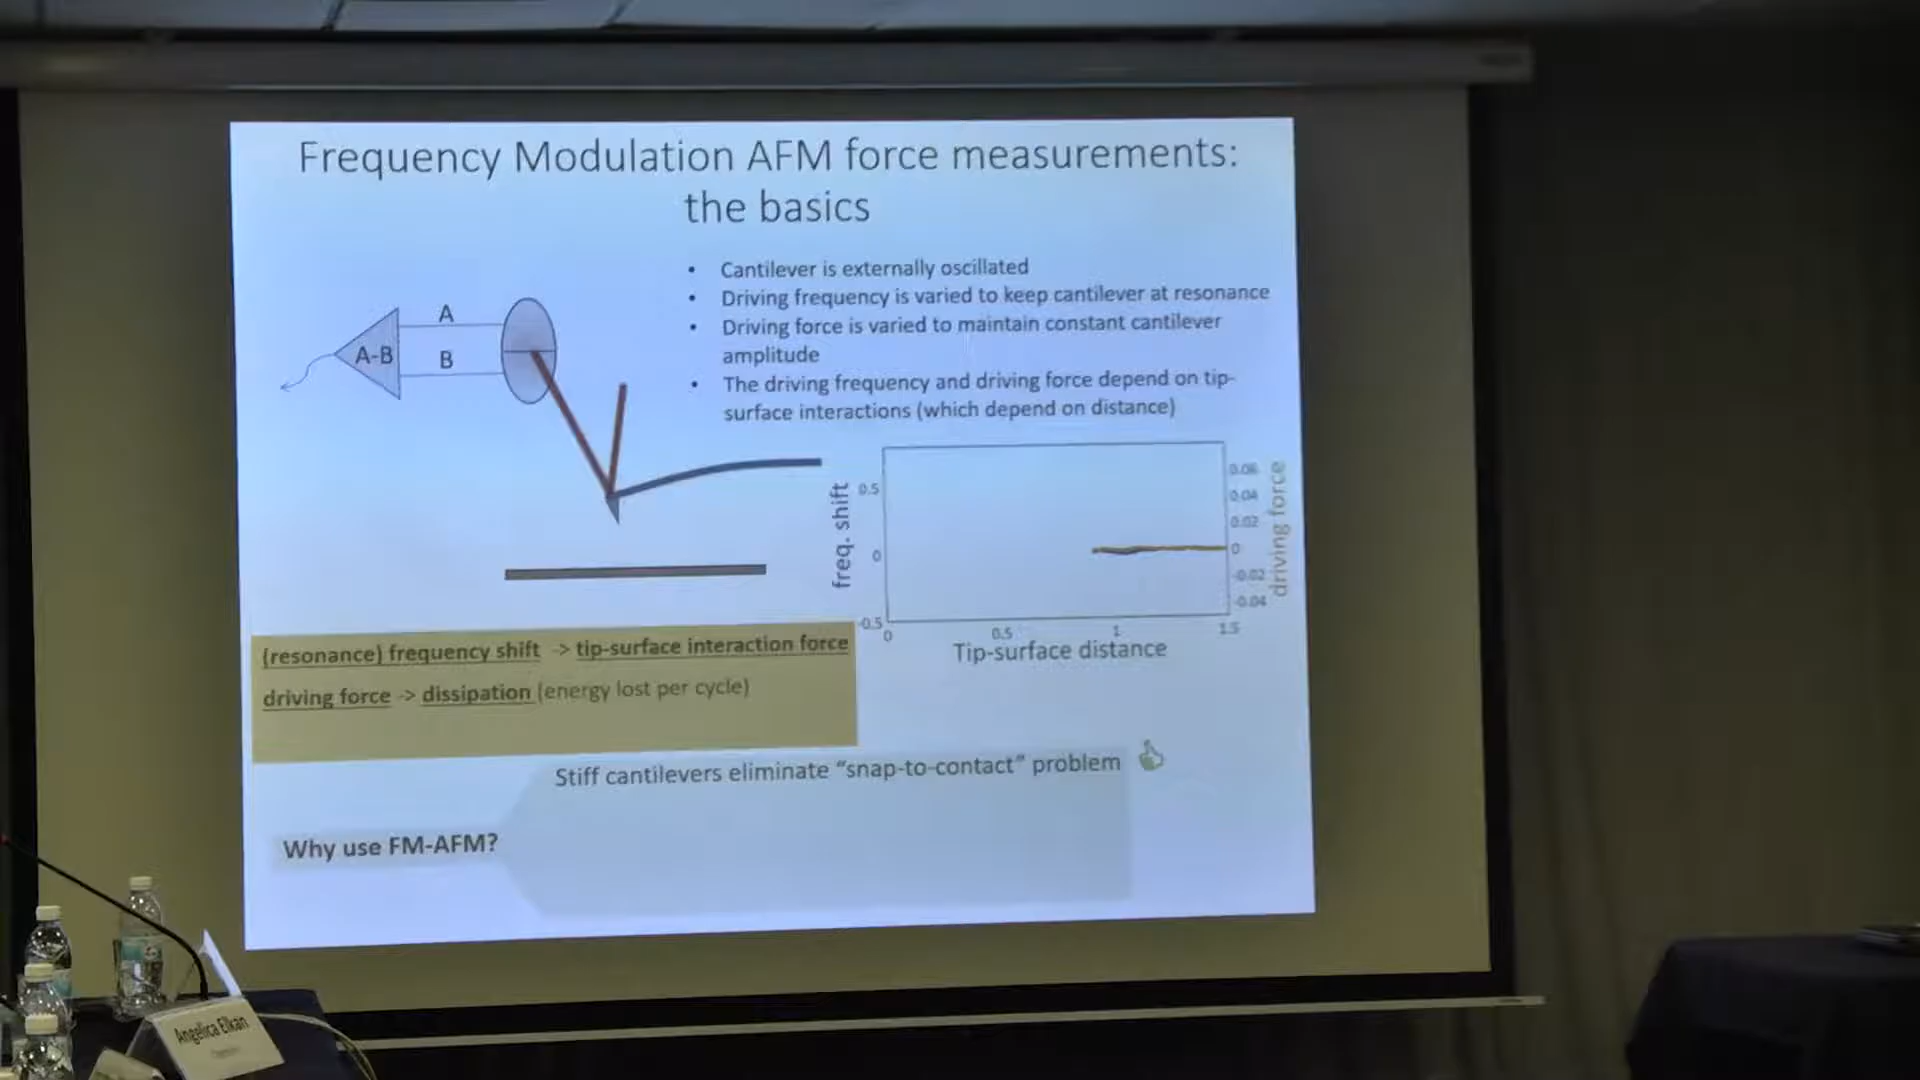 Frequency Modulation AFM force measurements:
the basics
• Cantilever is externally oscillated
• Driving frequency is varied to keep cantilever at resonance
• Driving force is varied to maintain constant cantilever
amplitude
• The driving frequency and driving force depend on tip-
surface interactions (which depend on distance)
A
A-B
B
freq. shift
0.5
0
-0.5
0.06
0.04
0.02
0
-0.02
-0.04
driving force
0
0.5
1
1.5
Tip-surface distance
(resonance) frequency shift -> tip-surface interaction force
driving force -> dissipation (energy lost per cycle)
Stiff cantilevers eliminate “snap-to-contact” problem
Why use FM-AFM?
Angelica Elkan